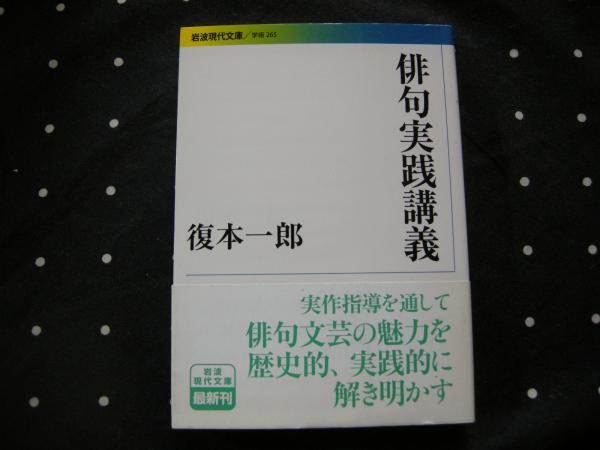 岩波現代文庫／学術 265
俳句実践講義
復本一郎
実作指導を通して
俳句文芸の魅力を
歴史的、実践的に
解き明かす
岩波
現代文庫
最新刊